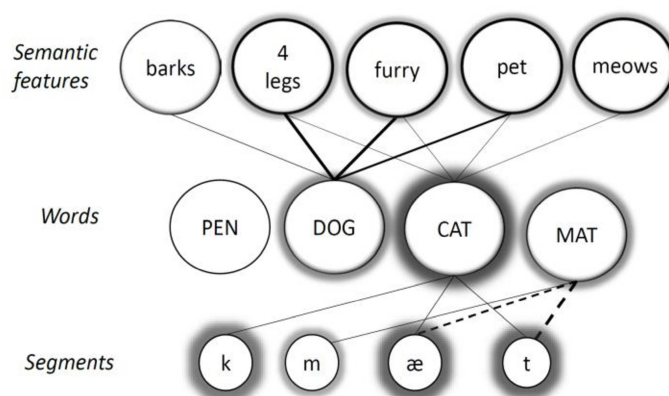 Semantic
features
barks
4
legs
furry
pet
meows
Words
PEN
DOG
CAT
MAT
Segments
k
m
æ
t